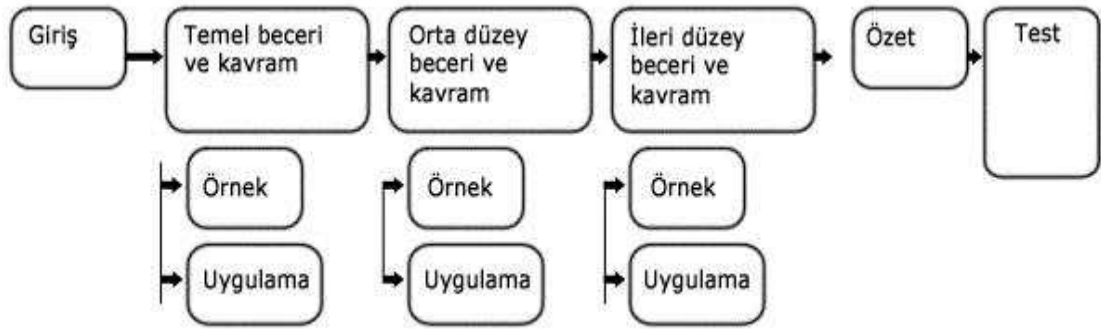 Giriş
Temel beceri
ve kavram
Orta düzey
beceri ve
kavram
İleri düzey
beceri ve
kavram
Özet
Test
Örnek
Örnek
Örnek
Uygulama
Uygulama
Uygulama